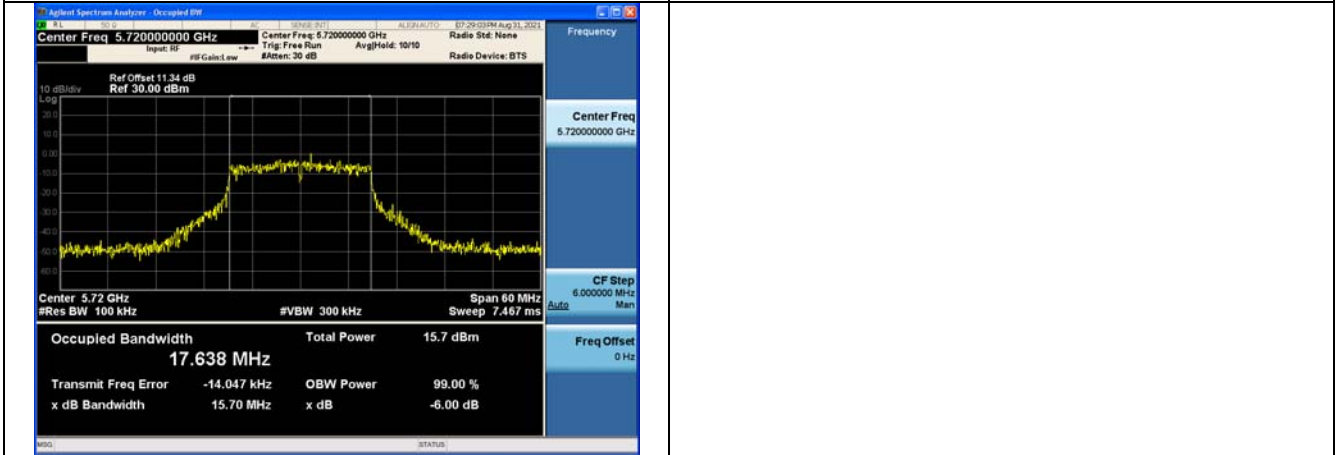 Agilent Spectrum Analyzer - Occupied BW
RL 50 Ω AC SENSE:INT ALIGN AUTO 07:29:03 PM Aug 31, 2021
Center Freq 5.720000000 GHz
Center Freq: 5.720000000 GHz
Radio Std: None
Input: RF
Trig: Free Run
Avg|Hold: 10/10
#IFGain:Low
#Atten: 30 dB
Radio Device: BTS
Ref Offset 11.34 dB
10 dB/div Ref 30.00 dBm
Log
20.0
10.0
0.00
-10.0
-20.0
-30.0
-40.0
-50.0
-60.0
Center 5.72 GHz Span 60 MHz
#Res BW 100 kHz #VBW 300 kHz Sweep 7.467 ms
Occupied Bandwidth Total Power 15.7 dBm
17.638 MHz
Transmit Freq Error -14.047 kHz OBW Power 99.00 %
x dB Bandwidth 15.70 MHz x dB -6.00 dB
MSG STATUS
Frequency
Center Freq
5.720000000 GHz
CF Step
6.000000 MHz
Auto Man
Freq Offset
0 Hz